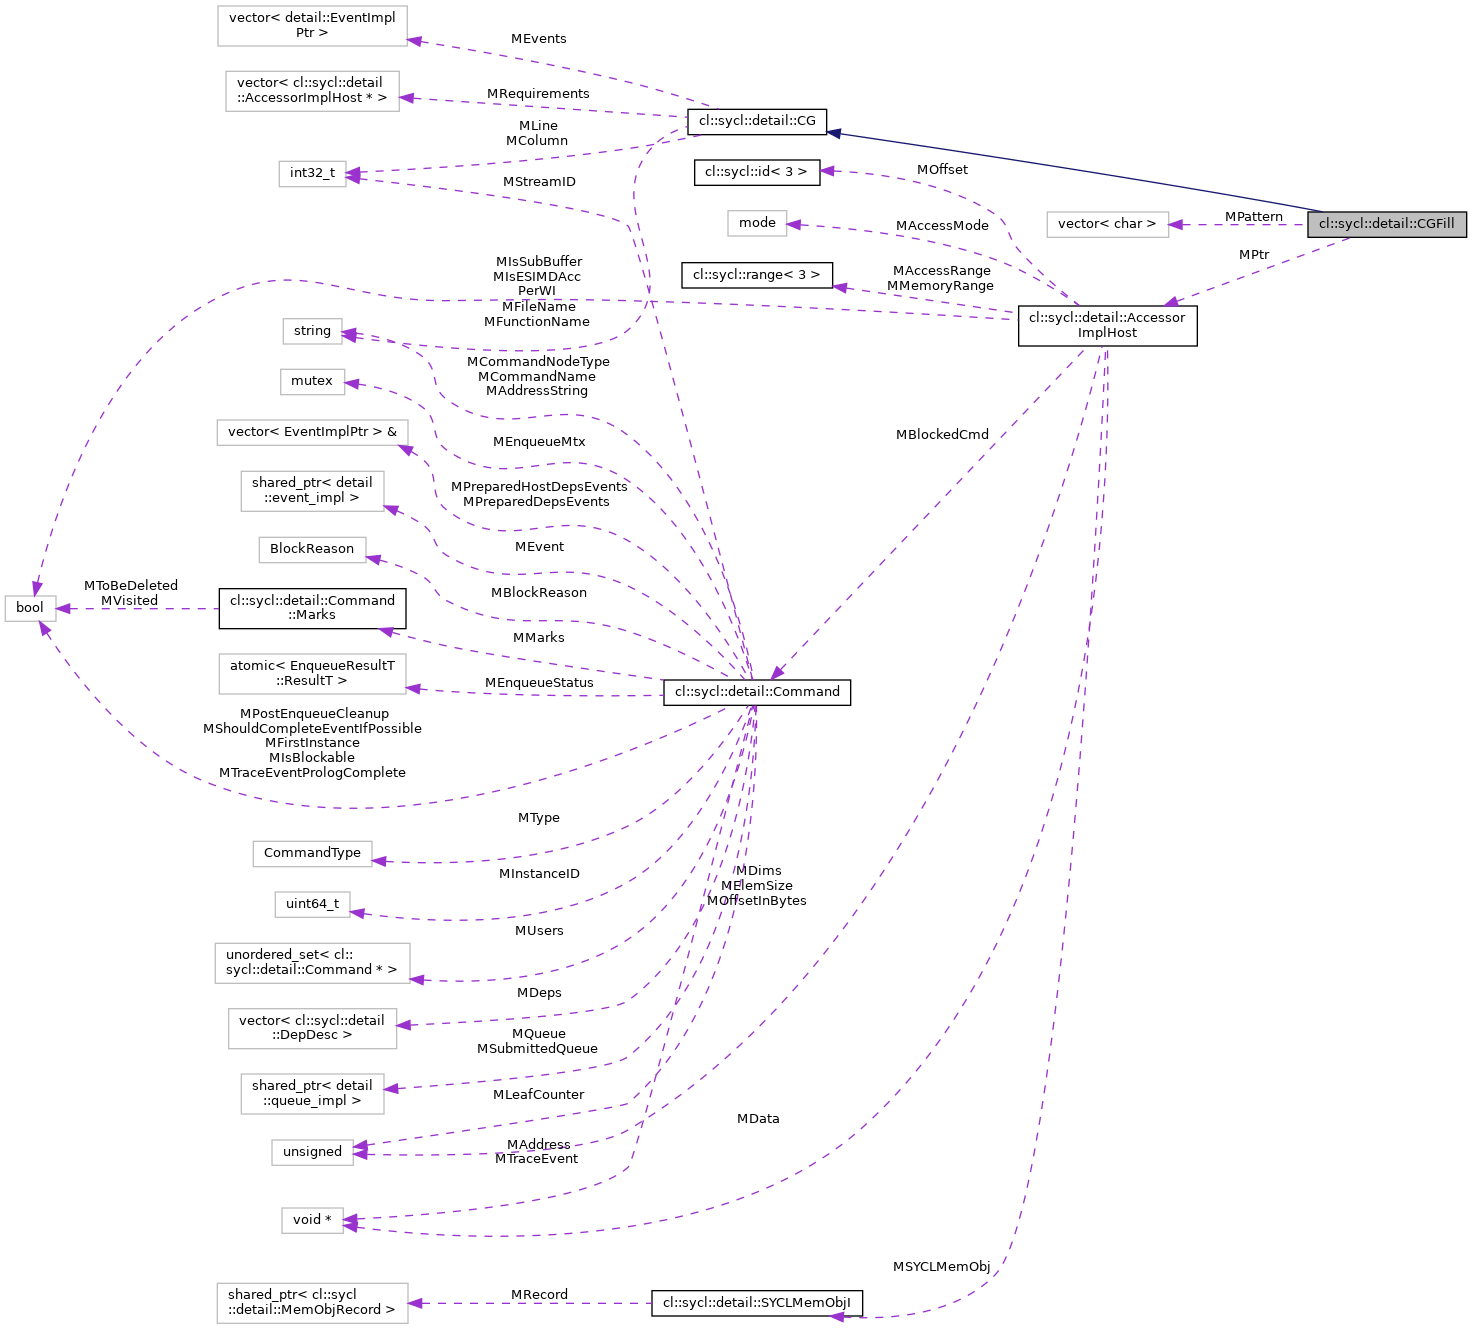 vector< detail::EventImpl
Ptr >
MEvents
vector< cl::sycl::detail
::AccessorImplHost * >
MRequirements
cl::sycl::detail::CG
MLine
MColumn
int32_t
MStreamID
cl::sycl::id< 3 >
MOffset
mode
MAccessMode
vector< char >
MPattern
cl::sycl::detail::CGFill
MPtr
cl::sycl::range< 3 >
MAccessRange
MMemoryRange
MIsSubBuffer
MIsESIMDAcc
PerWI
MFileName
MFunctionName
cl::sycl::detail::Accessor
ImplHost
string
MCommandNodeType
MCommandName
MAddressString
mutex
vector< EventImplPtr > &
MEnqueueMtx
MBlockedCmd
shared_ptr< detail
::event_impl >
MPreparedHostDepsEvents
MPreparedDepsEvents
BlockReason
MEvent
MToBeDeleted
MVisited
bool
cl::sycl::detail::Command
::Marks
MBlockReason
MMarks
atomic< EnqueueResultT
::ResultT >
MEnqueueStatus
cl::sycl::detail::Command
MPostEnqueueCleanup
MShouldCompleteEventIfPossible
MFirstInstance
MIsBlockable
MTraceEventPrologComplete
MType
CommandType
MInstanceID
MDims
MElemSize
MOffsetInBytes
uint64_t
MUsers
unordered_set< cl::
sycl::detail::Command * >
MDeps
vector< cl::sycl::detail
::DepDesc >
MQueue
MSubmittedQueue
shared_ptr< detail
::queue_impl >
MLeafCounter
MData
unsigned
MAddress
MTraceEvent
void *
MSYCLMemObj
shared_ptr< cl::sycl
::detail::MemObjRecord >
MRecord
cl::sycl::detail::SYCLMemObjI